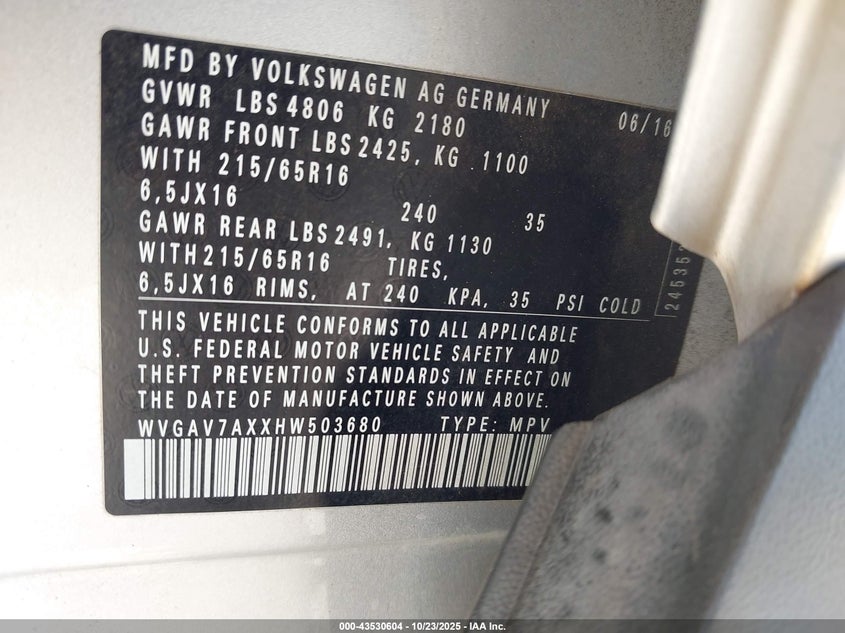 MFD BY VOLKSWAGEN AG GERMANY 06/16
GVWR LBS 4806 KG 2180
GAWR FRONT LBS 2425, KG 1100
WITH 215/65R16
6,5JX16 240 35
GAWR REAR LBS 2491, KG 1130
WITH 215/65R16 TIRES,
6,5JX16 RIMS, AT 240 KPA, 35 PSI COLD
THIS VEHICLE CONFORMS TO ALL APPLICABLE
U.S. FEDERAL MOTOR VEHICLE SAFETY AND
THEFT PREVENTION STANDARDS IN EFFECT ON
THE DATE OF MANUFACTURE SHOWN ABOVE.
WVGAV7AXXHW503680 TYPE: MPV
000-43530604 | 10/23/2025 | IAA Inc.